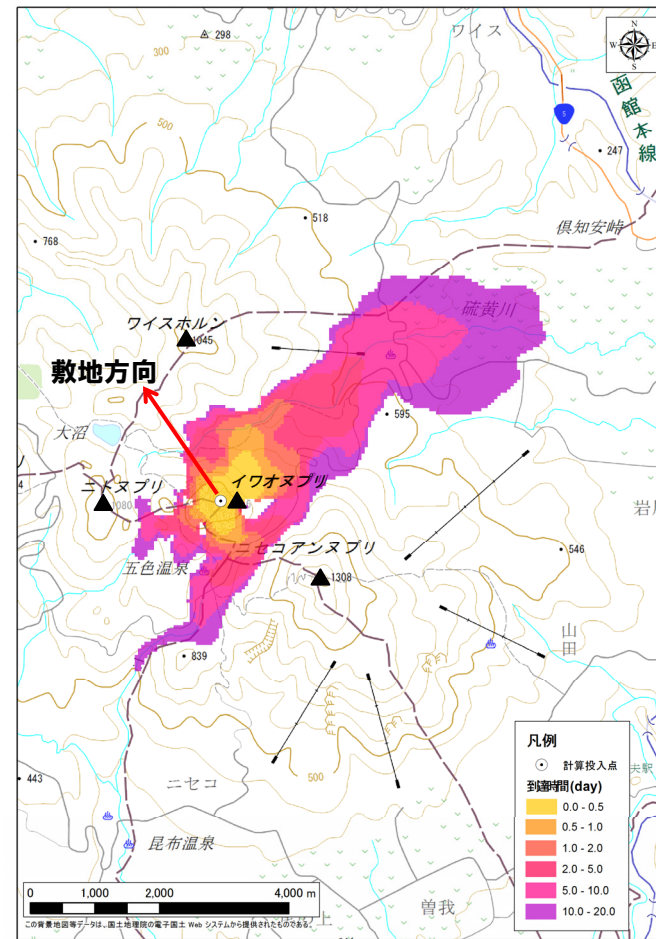 298
ワイス
N
W
E
S
300
函館本線
5
500
247
518
倶知安峠
768
硫黄川
ワイスホルン
1045
敷地方向
595
大沼
イワオヌプリ
ニトヌプリ
1080
岩
ニセコアンヌプリ
546
五色温泉
1308
山田
839
凡例
計算投入点
夫駅
500
到達時間(day)
443
ニセコ
0.0 - 0.5
0.5 - 1.0
昆布温泉
1.0 - 2.0
2.0 - 5.0
0 1,000 2,000 4,000 m
5.0 - 10.0
曽我
10.0 - 20.0
この背景地図等データは、国土地理院の電子国土 Web システムから提供されたものである。
上